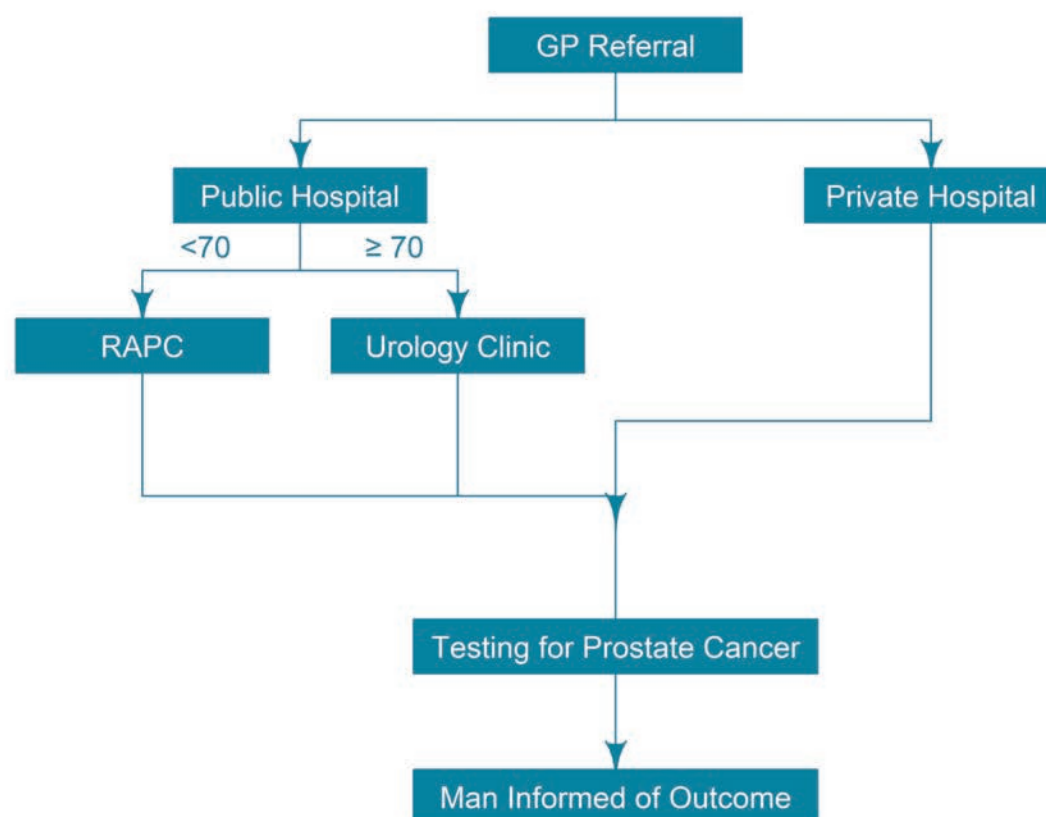 GP Referral
Public Hospital
Private Hospital
<70
≥ 70
RAPC
Urology Clinic
Testing for Prostate Cancer
Man Informed of Outcome